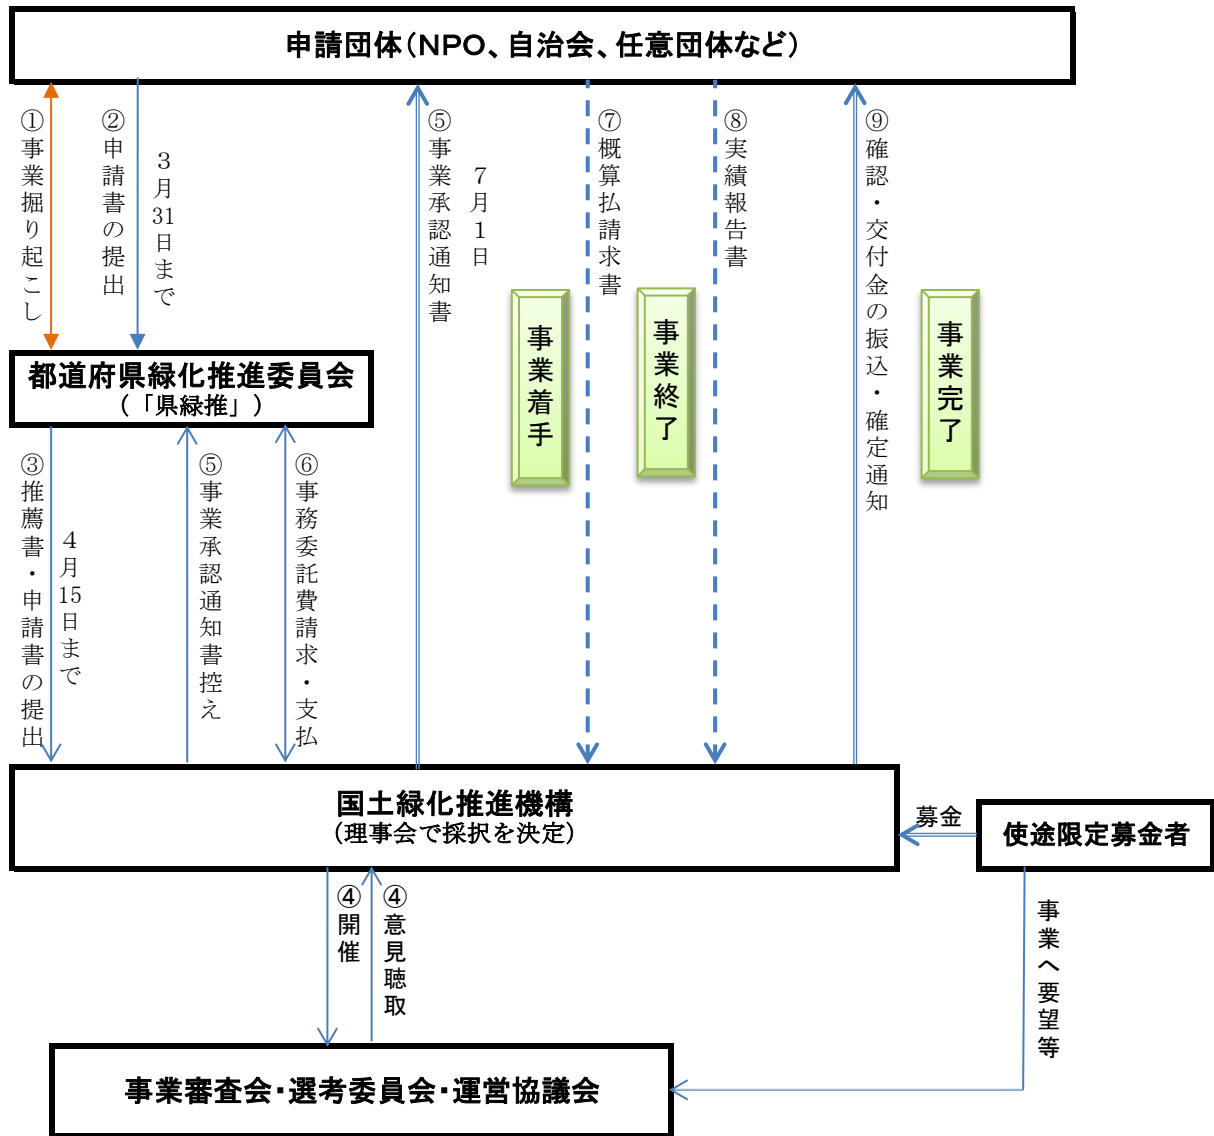 申請団体（NPO、自治会、任意団体など）
①事業掘り起こし
②申請書の提出
３月31日まで
⑤事業承認通知書
７月１日
⑦概算払請求書
⑧実績報告書
⑨確認・交付金の振込・確定通知
事業着手
事業終了
事業完了
都道府県緑化推進委員会
（「県緑推」）
③推薦書・申請書の提出
４月15日まで
⑤事業承認通知書控え
⑥事務委託費請求・支払
国土緑化推進機構
（理事会で採択を決定）
募金
使途限定募金者
④開催
④意見聴取
事業へ要望等
事業審査会・選考委員会・運営協議会